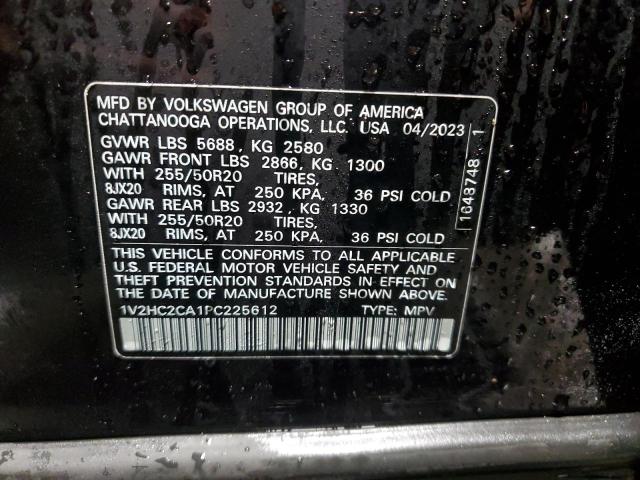 MFD BY VOLKSWAGEN GROUP OF AMERICA
CHATTANOOGA OPERATIONS, LLC. USA 04/2023
GVWR LBS 5688, KG 2580
GAWR FRONT LBS 2866, KG 1300
WITH 255/50R20 TIRES,
8JX20 RIMS, AT 250 KPA, 36 PSI COLD
GAWR REAR LBS 2932, KG 1330
WITH 255/50R20 TIRES,
8JX20 RIMS, AT 250 KPA, 36 PSI COLD
THIS VEHICLE CONFORMS TO ALL APPLICABLE
U.S. FEDERAL MOTOR VEHICLE SAFETY AND
THEFT PREVENTION STANDARDS IN EFFECT ON
THE DATE OF MANUFACTURE SHOWN ABOVE.
1V2HC2CA1PC225612 TYPE: MPV
1648748 1